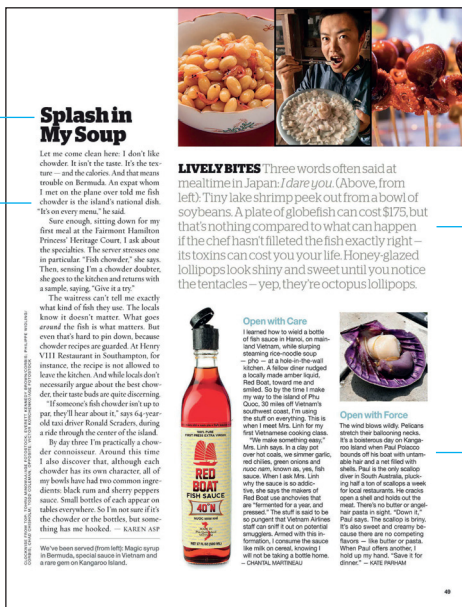 Splash in
My Soup
Let me come clean here: I don't like
chowder. It isn't the taste. It's the tex-
ture — and the calories. And that means
trouble on Bermuda. An expat whom
I met on the plane over told me fish
chowder is the island's national dish.
"It's on every menu," he said.
Sure enough, sitting down for my
first meal at the Fairmont Hamilton
Princess' Heritage Court, I ask about
the specialties. The server stresses one
in particular. "Fish chowder," she says.
Then, sensing I'm a chowder doubter,
she goes to the kitchen and returns with
a sample, saying, "Give it a try."
The waitress can't tell me exactly
what kind of fish they use. The locals
know it doesn't matter. What goes
around the fish is what matters. But
even that's hard to pin down, because
chowder recipes are guarded. At Henry
VIII Restaurant in Southampton, for
instance, the recipe is not allowed to
leave the kitchen. And while locals don't
necessarily argue about the best chow-
der, their taste buds are quite discerning.
"If someone's fish chowder isn't up to
par, they'll hear about it," says 64-year-
old taxi driver Ronald Scraders, during
a ride through the center of the island.
By day three I'm practically a chow-
der connoisseur. Around this time
I also discover that, although each
chowder has its own character, all of
my bowls have had two common ingre-
dients: black rum and sherry peppers
sauce. Small bottles of each appear on
tables everywhere. So I'm not sure if it's
the chowder or the bottles, but some-
thing has me hooked. — KAREN ASP
We've been served (from left): Magic syrup
in Bermuda, special sauce in Vietnam and
a rare gem on Kangaroo Island.
LIVELY BITES Three words often said at
mealtime in Japan: I dare you. (Above, from
left): Tiny lake shrimp peek out from a bowl of
soybeans. A plate of globefish can cost $175, but
that's nothing compared to what can happen
if the chef hasn't filleted the fish exactly right —
its toxins can cost you your life. Honey-glazed
lollipops look shiny and sweet until you notice
the tentacles — yep, they're octopus lollipops.
RED
BOAT
FISH SAUCE
40°N
Open with Care
I learned how to wield a bottle
of fish sauce in Hanoi, on main-
land Vietnam, while slurping
steaming rice-noodle soup
— pho — at a hole-in-the-wall
kitchen. A fellow diner nudged
a locally made amber liquid,
Red Boat, toward me and
smiled. So by the time I make
my way to the island of Phu
Quoc, 30 miles off Vietnam's
southwest coast, I'm using
the stuff on everything. This is
when I meet Mrs. Linh for my
first Vietnamese cooking class.
"We make something easy,"
Mrs. Linh says. In a clay pot
over hot coals, we simmer garlic,
red chilies, green onions and
nuoc nam, known as, yes, fish
sauce. When I ask Mrs. Linh
why the sauce is so addic-
tive, she says the makers of
Red Boat use anchovies that
are "fermented for a year, and
pressed." The stuff is said to be
so pungent that Vietnam Airlines
staff can sniff it out on potential
smugglers. Armed with this in-
formation, I consume the sauce
like milk on cereal, knowing I
will not be taking a bottle home.
— CHANTAL MARTINEAU
Open with Force
The wind blows wildly. Pelicans
stretch their ballooning necks.
It's a boisterous day on Kanga-
roo Island when Paul Polacco
bounds off his boat with untam-
able hair and a net filled with
shells. Paul is the only scallop
diver in South Australia, pluck-
ing half a ton of scallops a week
for local restaurants. He cracks
open a shell and holds out the
meat. There's no butter or angel-
hair pasta in sight. "Down it,"
Paul says. The scallop is briny.
It's also sweet and creamy be-
cause there are no competing
flavors — like butter or pasta.
When Paul offers another, I
hold up my hand. "Save it for
dinner." — KATE PARHAM
49